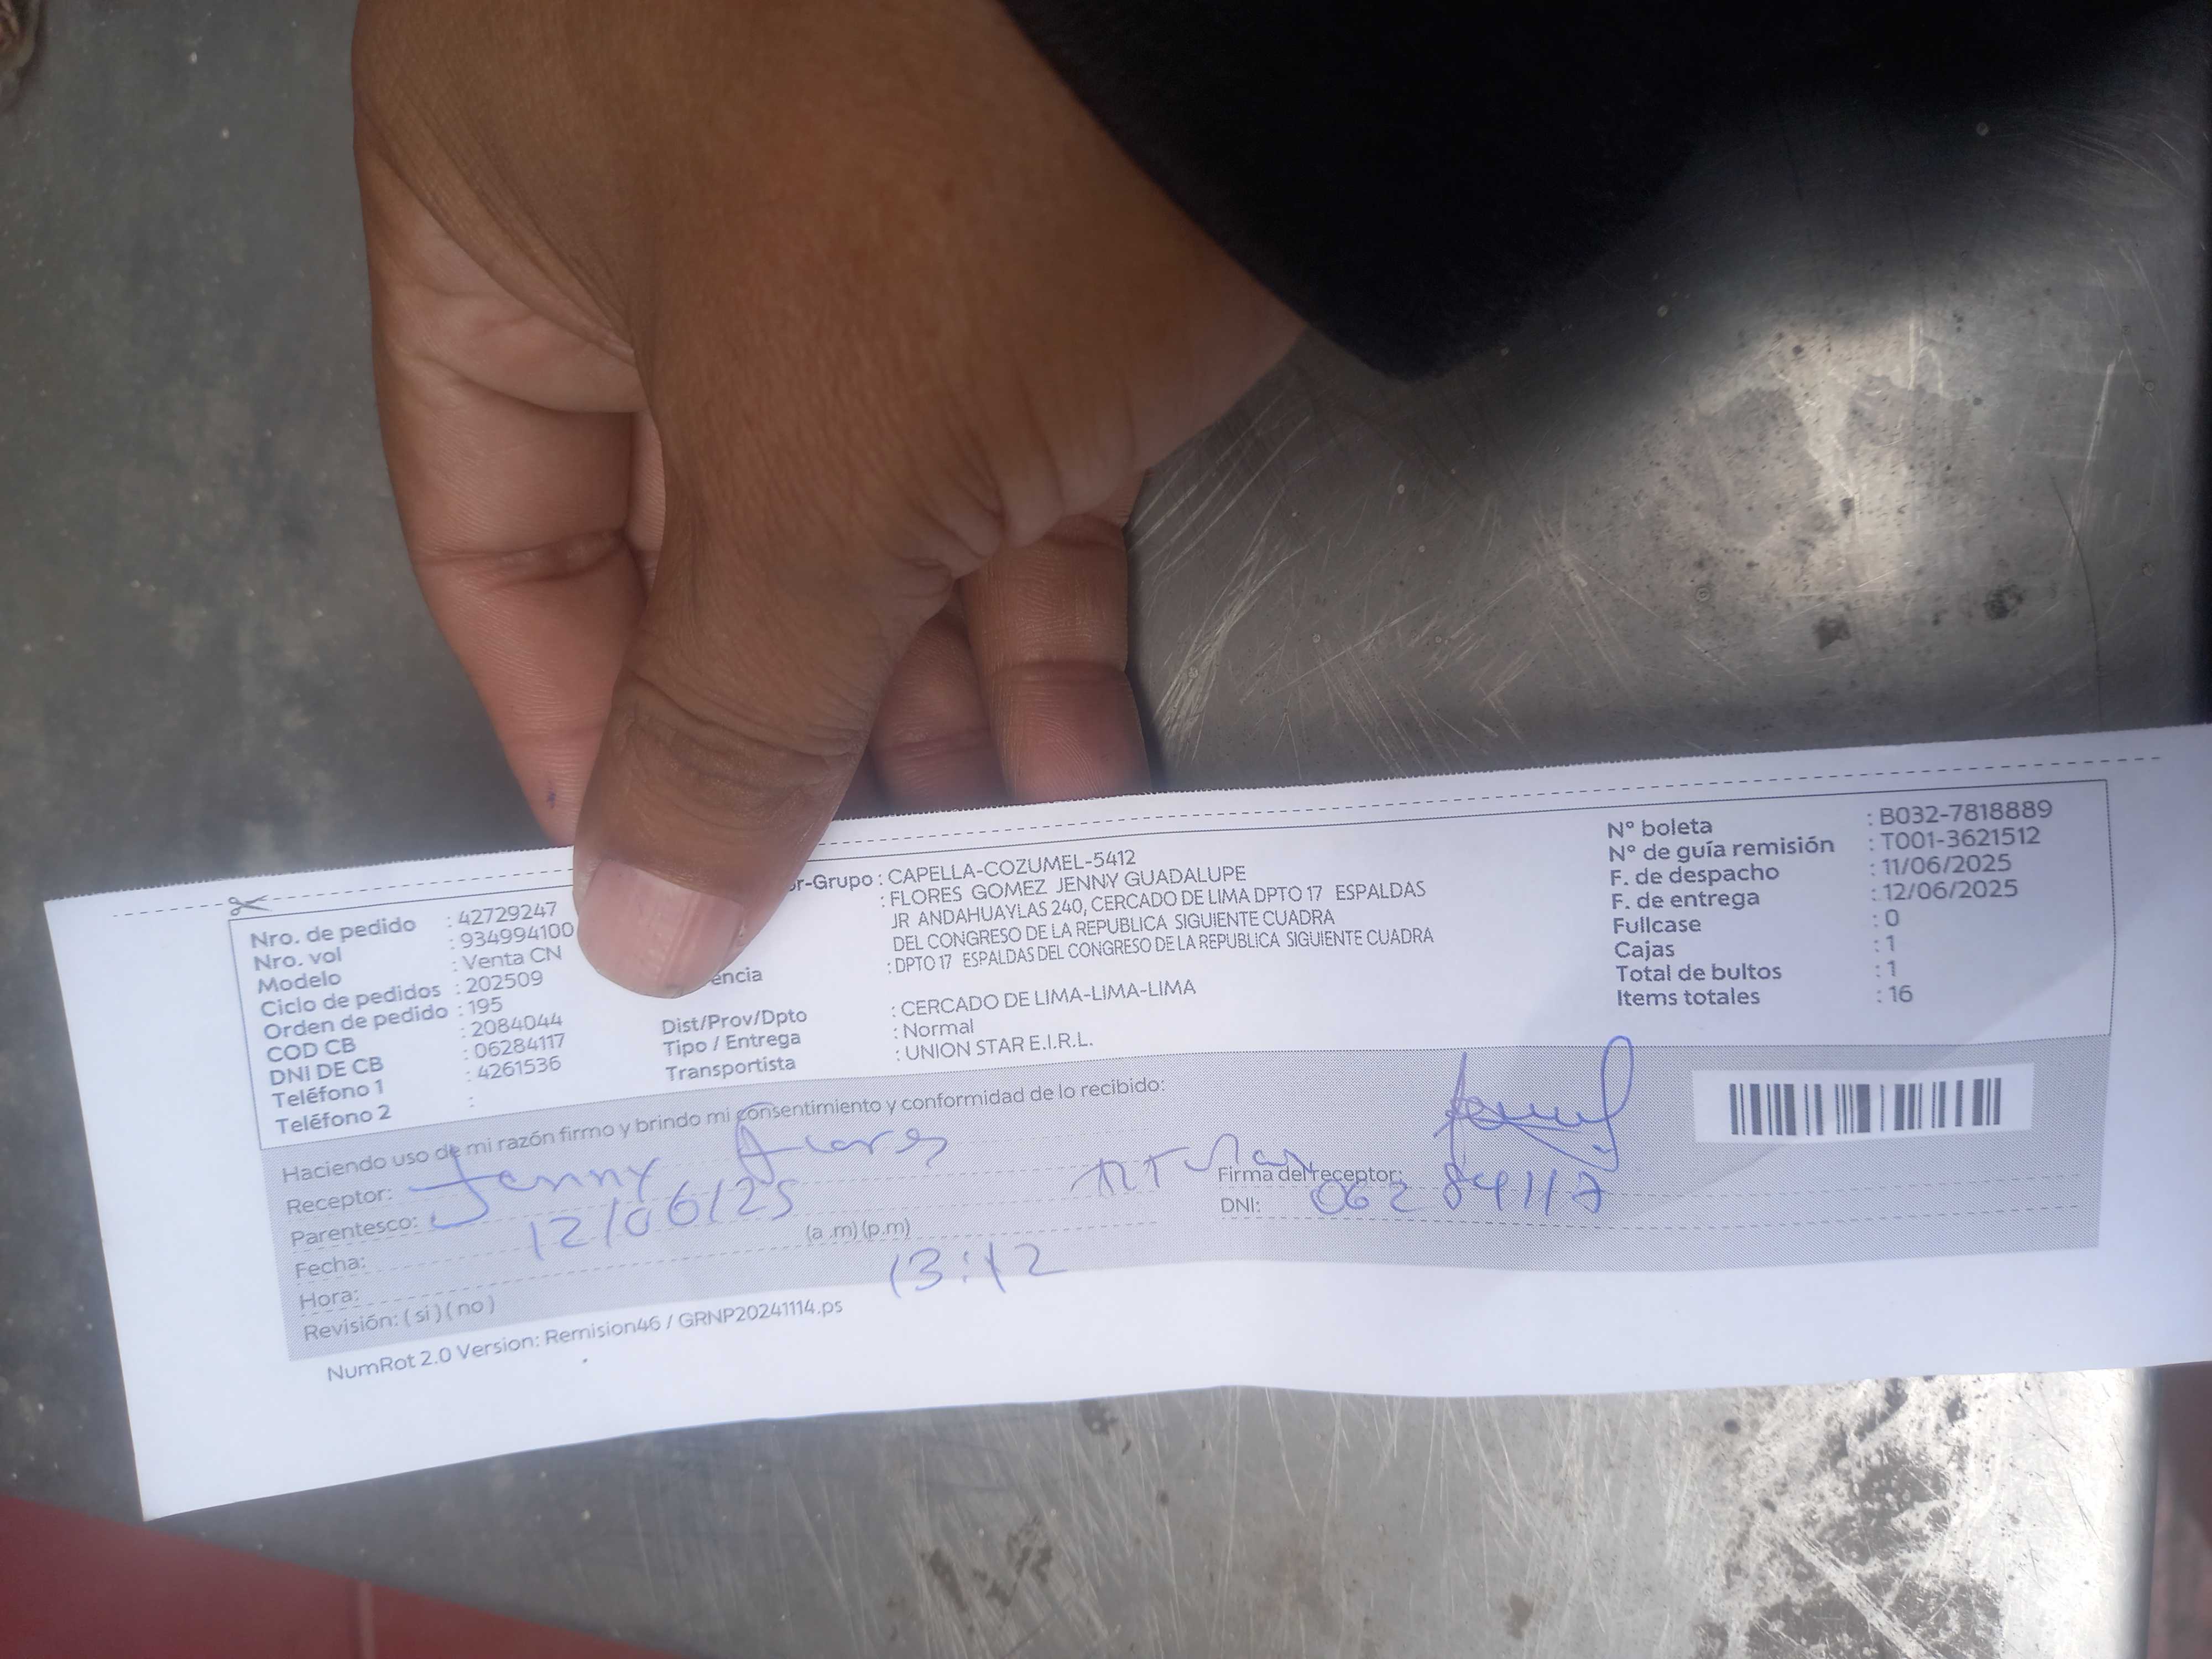 Nro. de pedido : 42729247
Nro. vol : 934994100
Modelo : Venta CN
Ciclo de pedidos : 202509
Orden de pedido : 195
COD CB : 2084044
DNI DE CB : 06284117
Teléfono 1 : 4261536
Teléfono 2 :
or-Grupo : CAPELLA-COZUMEL-5412
: FLORES GOMEZ JENNY GUADALUPE
JR ANDAHUAYLAS 240, CERCADO DE LIMA DPTO 17 ESPALDAS
DEL CONGRESO DE LA REPUBLICA SIGUIENTE CUADRA
encia : DPTO 17 ESPALDAS DEL CONGRESO DE LA REPUBLICA SIGUIENTE CUADRA
Dist/Prov/Dpto : CERCADO DE LIMA-LIMA-LIMA
Tipo / Entrega : Normal
Transportista : UNION STAR E.I.R.L.
N° boleta : B032-7818889
N° de guía remisión : T001-3621512
F. de despacho : 11/06/2025
F. de entrega : 12/06/2025
Fullcase : 0
Cajas : 1
Total de bultos : 1
Items totales : 16
Haciendo uso de mi razón firmo y brindo mi consentimiento y conformidad de lo recibido:
Receptor: Jenny Flores
Parentesco: Titular
Fecha: 12/06/25
Hora: (a .m) (p.m) 13:12
Revisión: ( si ) ( no )
Firma del receptor:
DNI: 06284117
NumRot 2.0 Version: Remision46 / GRNP20241114.ps